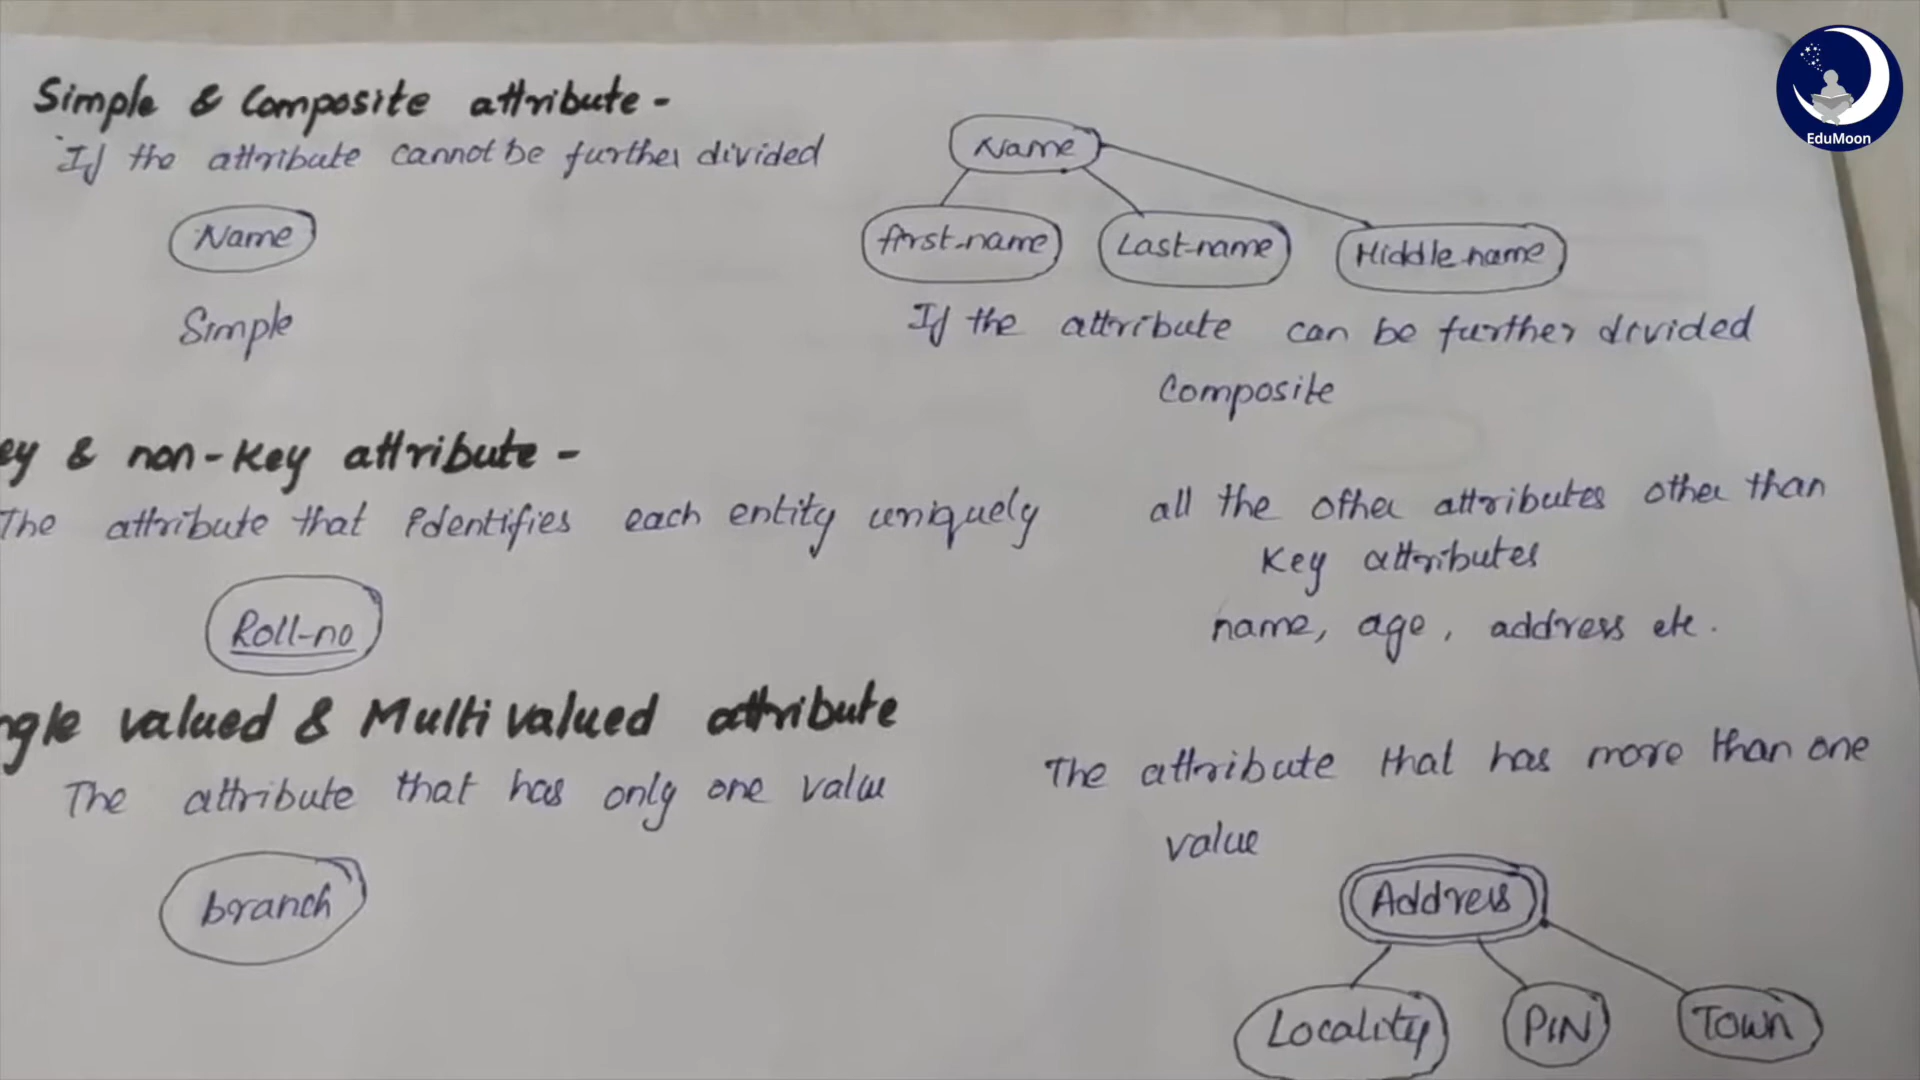 EduMoon
Simple & Composite attribute -
If the attribute cannot be further divided
Name
Simple
Name
first-name Last-name Middle name
If the attribute can be further divided
Composite
ey & non-Key attribute -
The attribute that identifies each entity uniquely
Roll-no
all the other attributes other than
Key attributes
name, age, address etc.
ngle valued & Multi valued attribute
The attribute that has only one value
branch
The attribute that has more than one
value
Address
Locality PIN Town